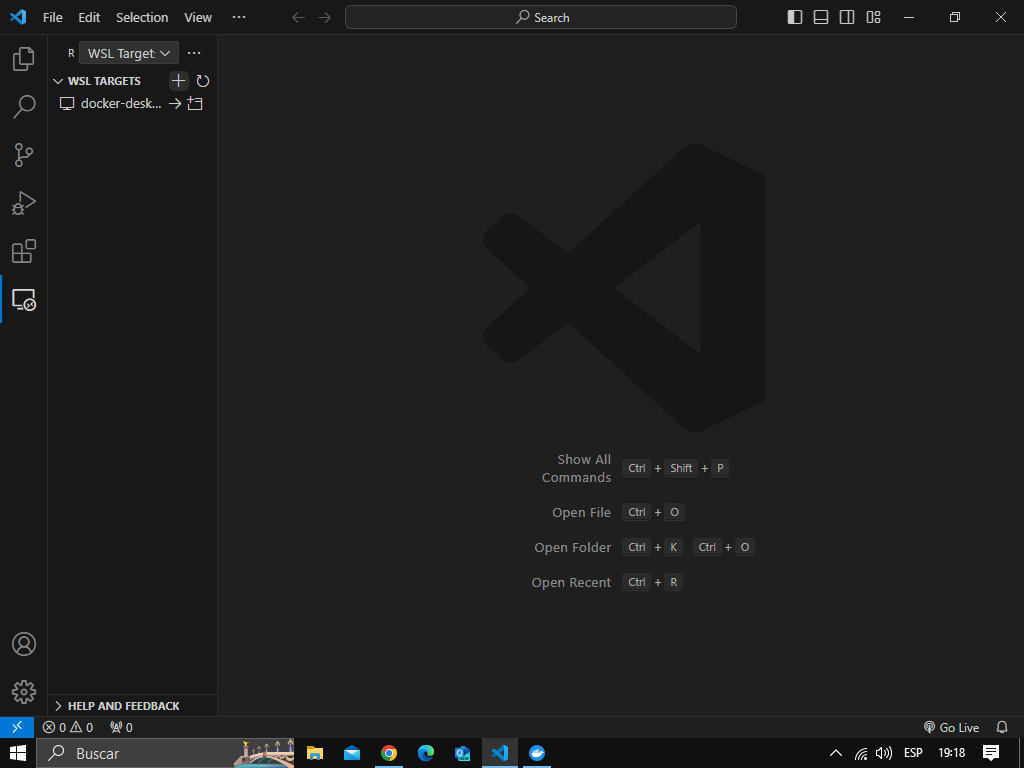 File Edit Selection View ··· Search
R WSL Target: ···
WSL TARGETS
docker-desk...
Show All Commands Ctrl + Shift + P
Open File Ctrl + O
Open Folder Ctrl + K Ctrl + O
Open Recent Ctrl + R
HELP AND FEEDBACK
0 0 0 Go Live
Buscar ESP 19:18